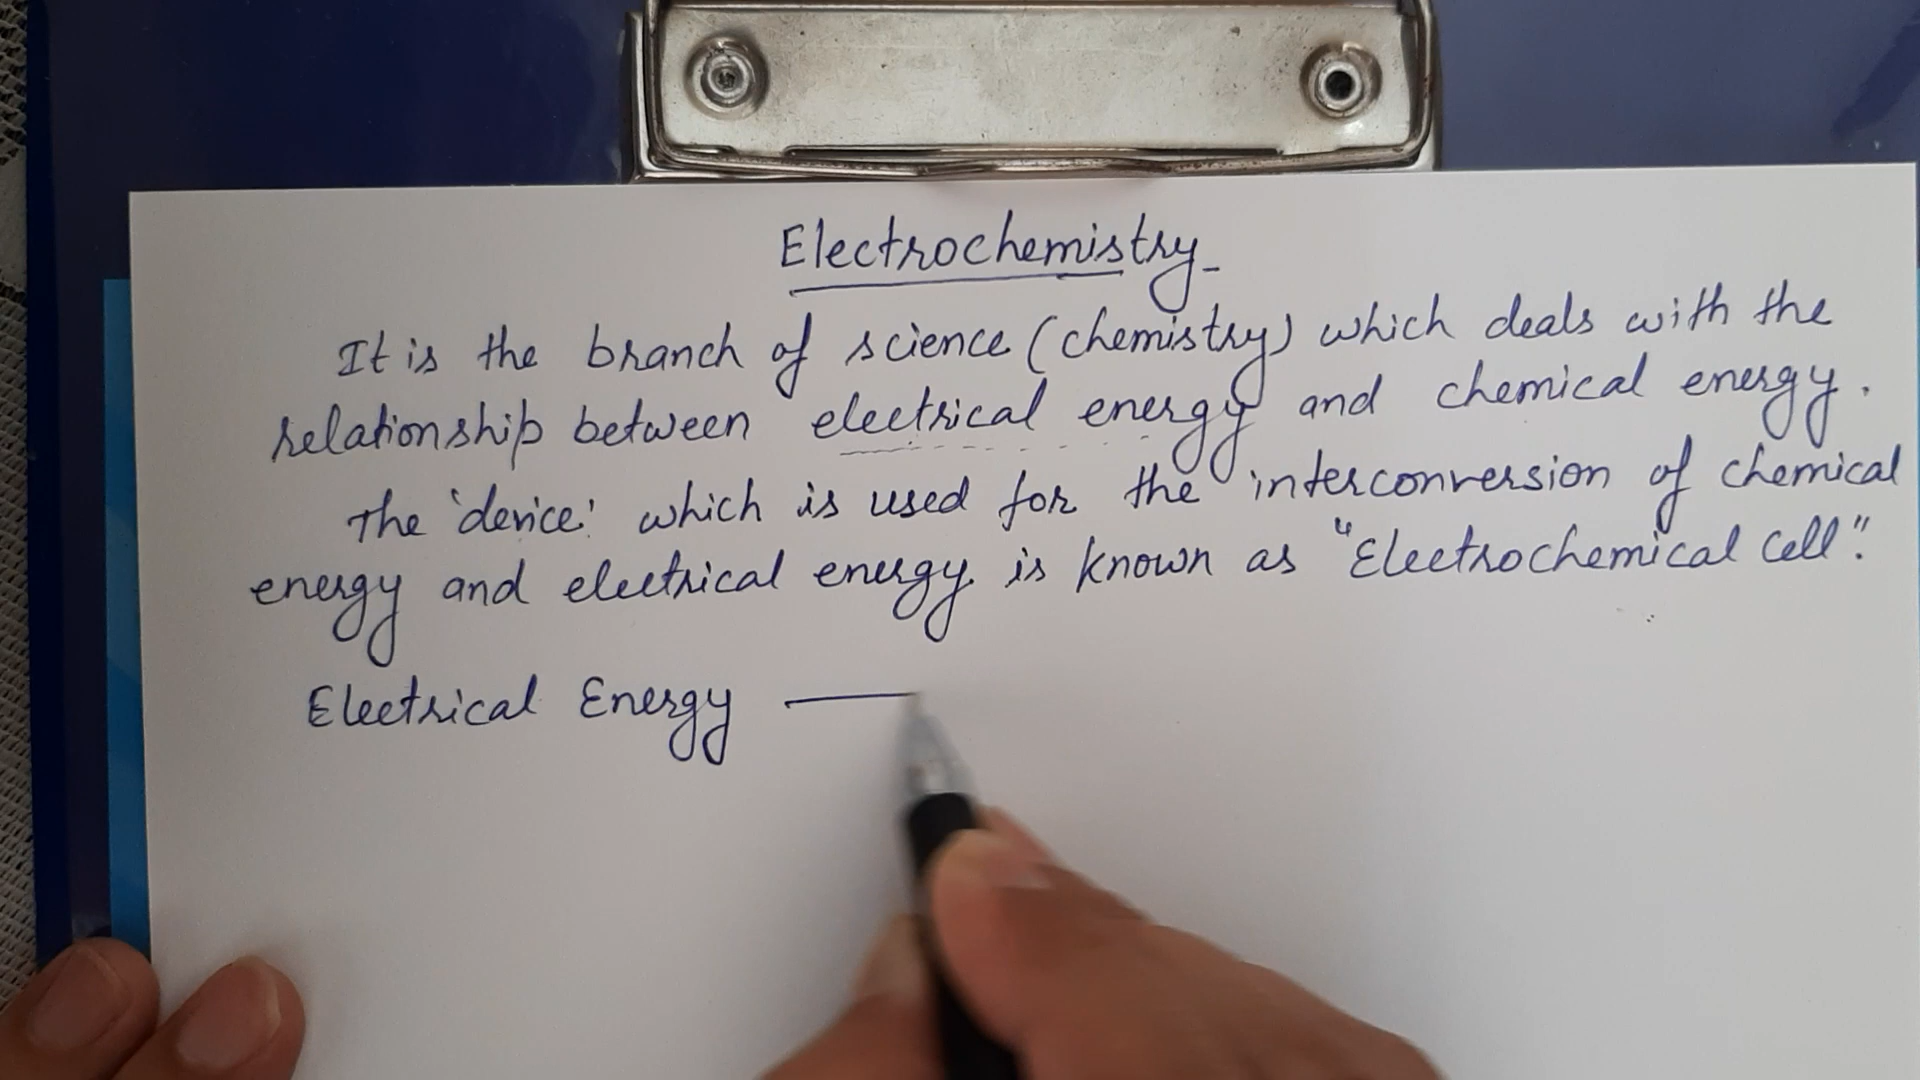 Electrochemistry
It is the branch of science (chemistry) which deals with the
relationship between electrical energy and chemical energy.
The 'device' which is used for the interconversion of chemical
energy and electrical energy is known as "Electrochemical Cell".
Electrical Energy